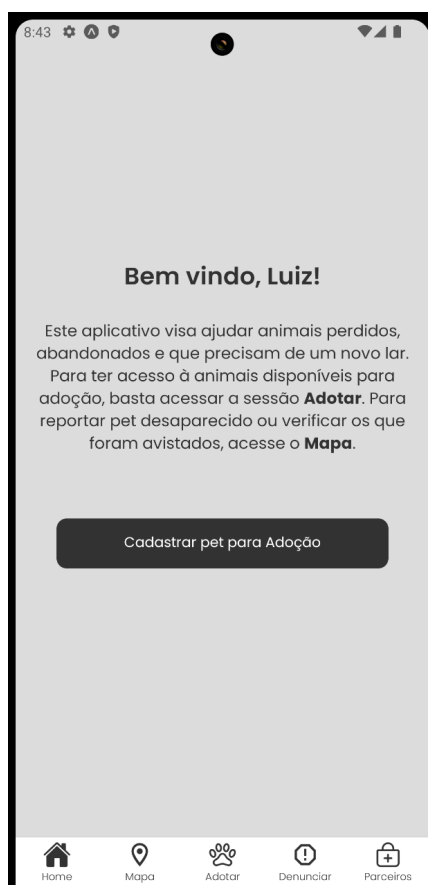 8:43
Bem vindo, Luiz!
Este aplicativo visa ajudar animais perdidos,
abandonados e que precisam de um novo lar.
Para ter acesso à animais disponíveis para
adoção, basta acessar a sessão Adotar. Para
reportar pet desaparecido ou verificar os que
foram avistados, acesse o Mapa.
Cadastrar pet para Adoção
Home Mapa Adotar Denunciar Parceiros